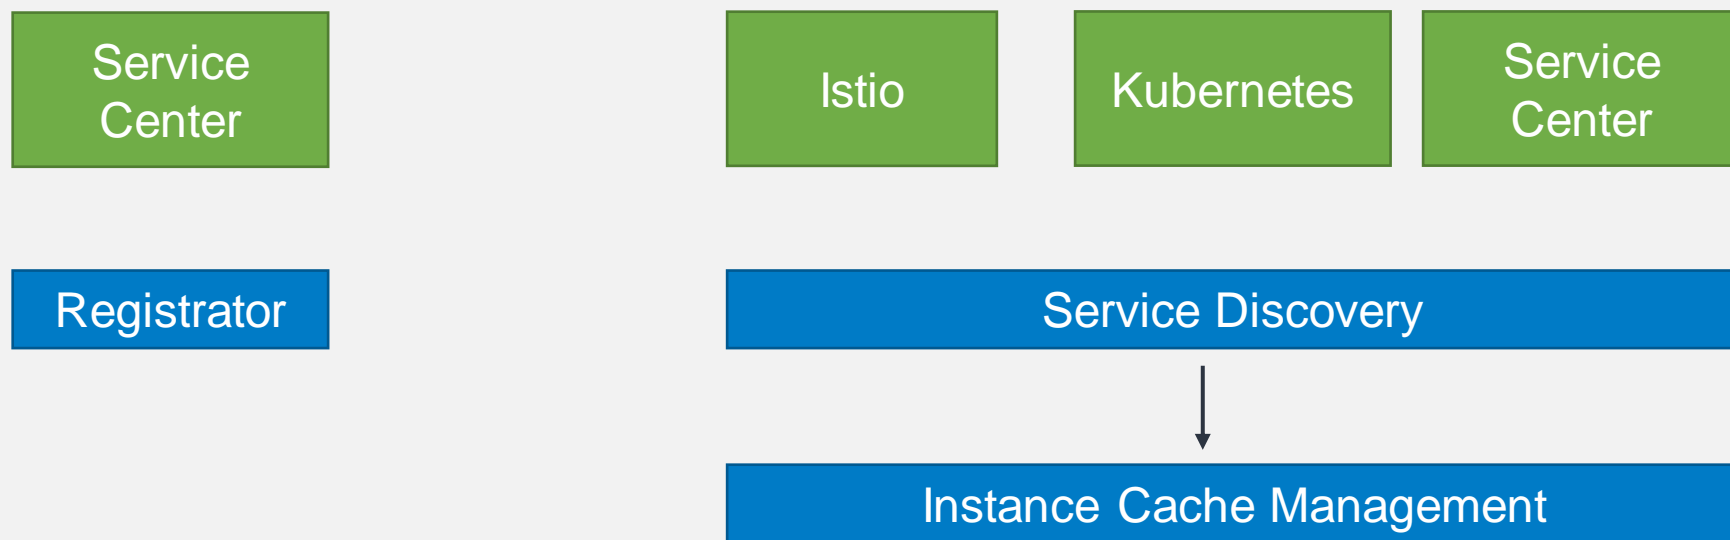 Service
Center
Istio
Kubernetes
Service
Center
Registrator
Service Discovery
Instance Cache Management